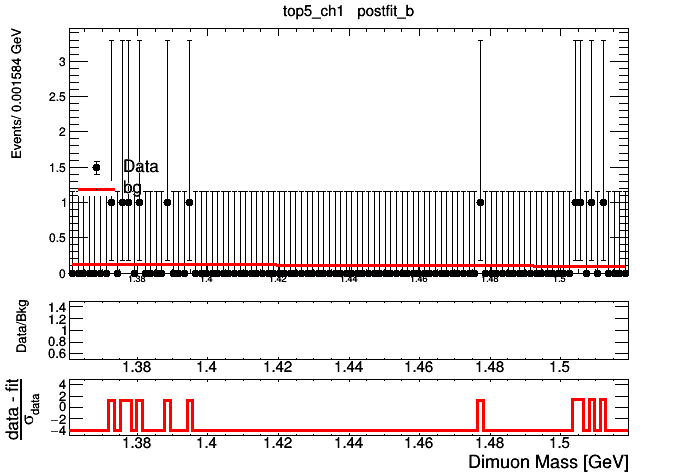 top5_ch1 postfit_b
Events/ 0.001584 GeV
3
2.5
2
1.5
1
0.5
0
Data
bg
1.38 1.4 1.42 1.44 1.46 1.48 1.5
Data/Bkg
1.4
1.2
1
0.8
0.6
1.38 1.4 1.42 1.44 1.46 1.48 1.5
data - fit
σdata
4
2
0
−2
−4
1.38 1.4 1.42 1.44 1.46 1.48 1.5
Dimuon Mass [GeV]